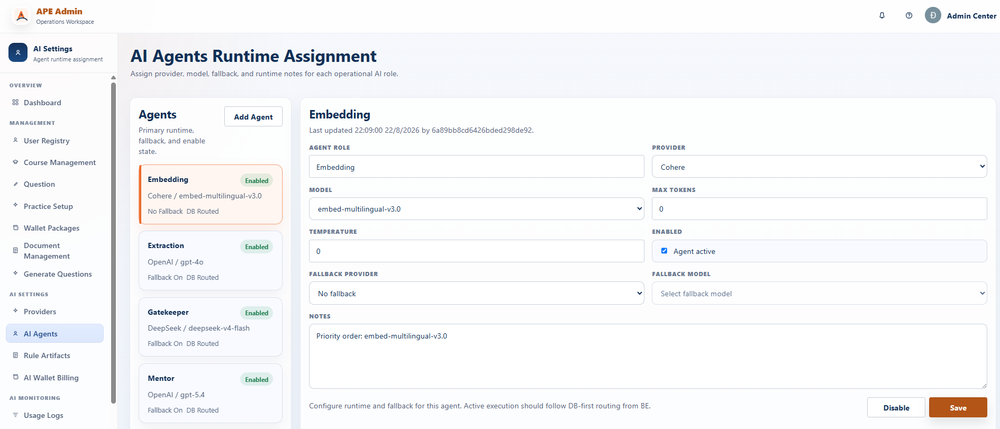 APE Admin
Operations Workspace
Đ
Admin Center
AI Settings
Agent runtime assignment
OVERVIEW
Dashboard
MANAGEMENT
User Registry
Course Management
Question
Practice Setup
Wallet Packages
Document
Management
Generate Questions
AI SETTINGS
Providers
AI Agents
Rule Artifacts
AI Wallet Billing
AI MONITORING
Usage Logs
AI Agents Runtime Assignment
Assign provider, model, fallback, and runtime notes for each operational AI role.
Agents
Add Agent
Primary runtime,
fallback, and enable
state.
Embedding
Enabled
Cohere / embed-multilingual-v3.0
No Fallback DB Routed
Extraction
Enabled
OpenAI / gpt-4o
Fallback On DB Routed
Gatekeeper
Enabled
DeepSeek / deepseek-v4-flash
Fallback On DB Routed
Mentor
Enabled
OpenAI / gpt-5.4
Fallback On DB Routed
Embedding
Last updated 22:09:00 22/8/2026 by 6a89bb8cd6426bded298de92.
AGENT ROLE
Embedding
PROVIDER
Cohere
MODEL
embed-multilingual-v3.0
MAX TOKENS
0
TEMPERATURE
0
ENABLED
Agent active
FALLBACK PROVIDER
No fallback
FALLBACK MODEL
Select fallback model
NOTES
Priority order: embed-multilingual-v3.0
Configure runtime and fallback for this agent. Active execution should follow DB-first routing from BE.
Disable
Save